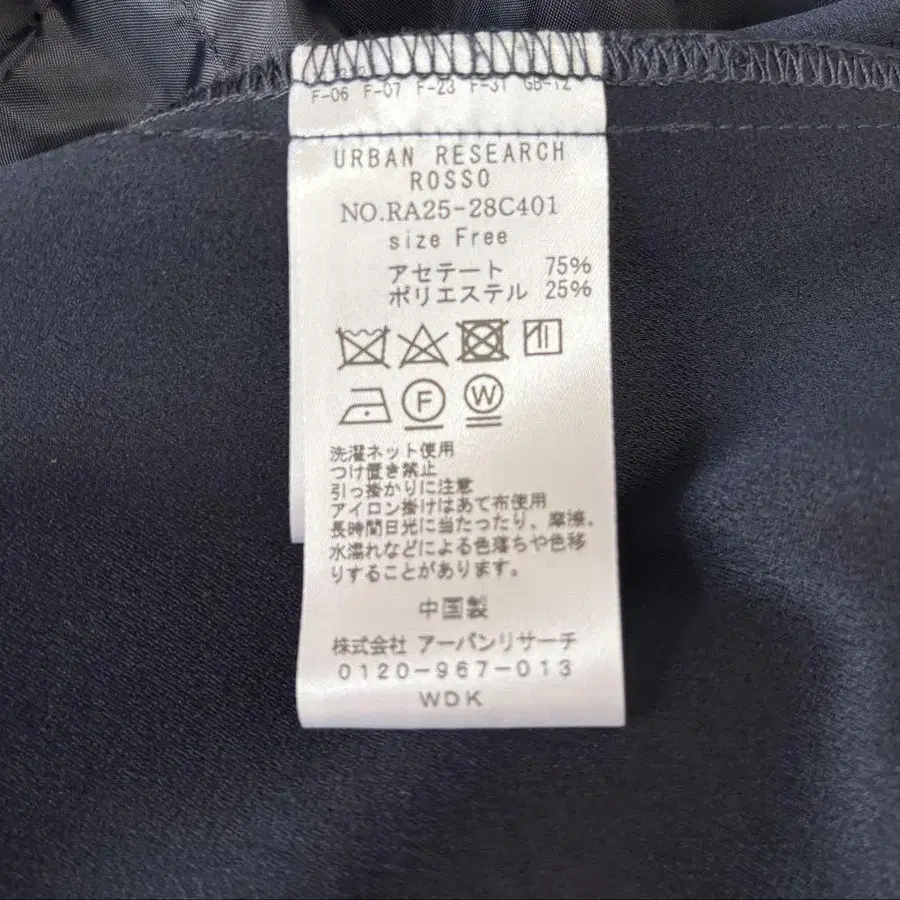 F-06 F-07 F-23 F-31 GB-12
URBAN RESEARCH
ROSSO
NO.RA25-28C401
size Free
アセテート 75%
ポリエステル 25%
F W
洗濯ネット使用
つけ置き禁止
引っ掛かりに注意
アイロン掛けはあて布使用
長時間日光に当たったり、摩擦、
水濡れなどによる色落ちや色移
りすることがあります。
中国製
株式会社 アーバンリサーチ
0120-967-013
WDK